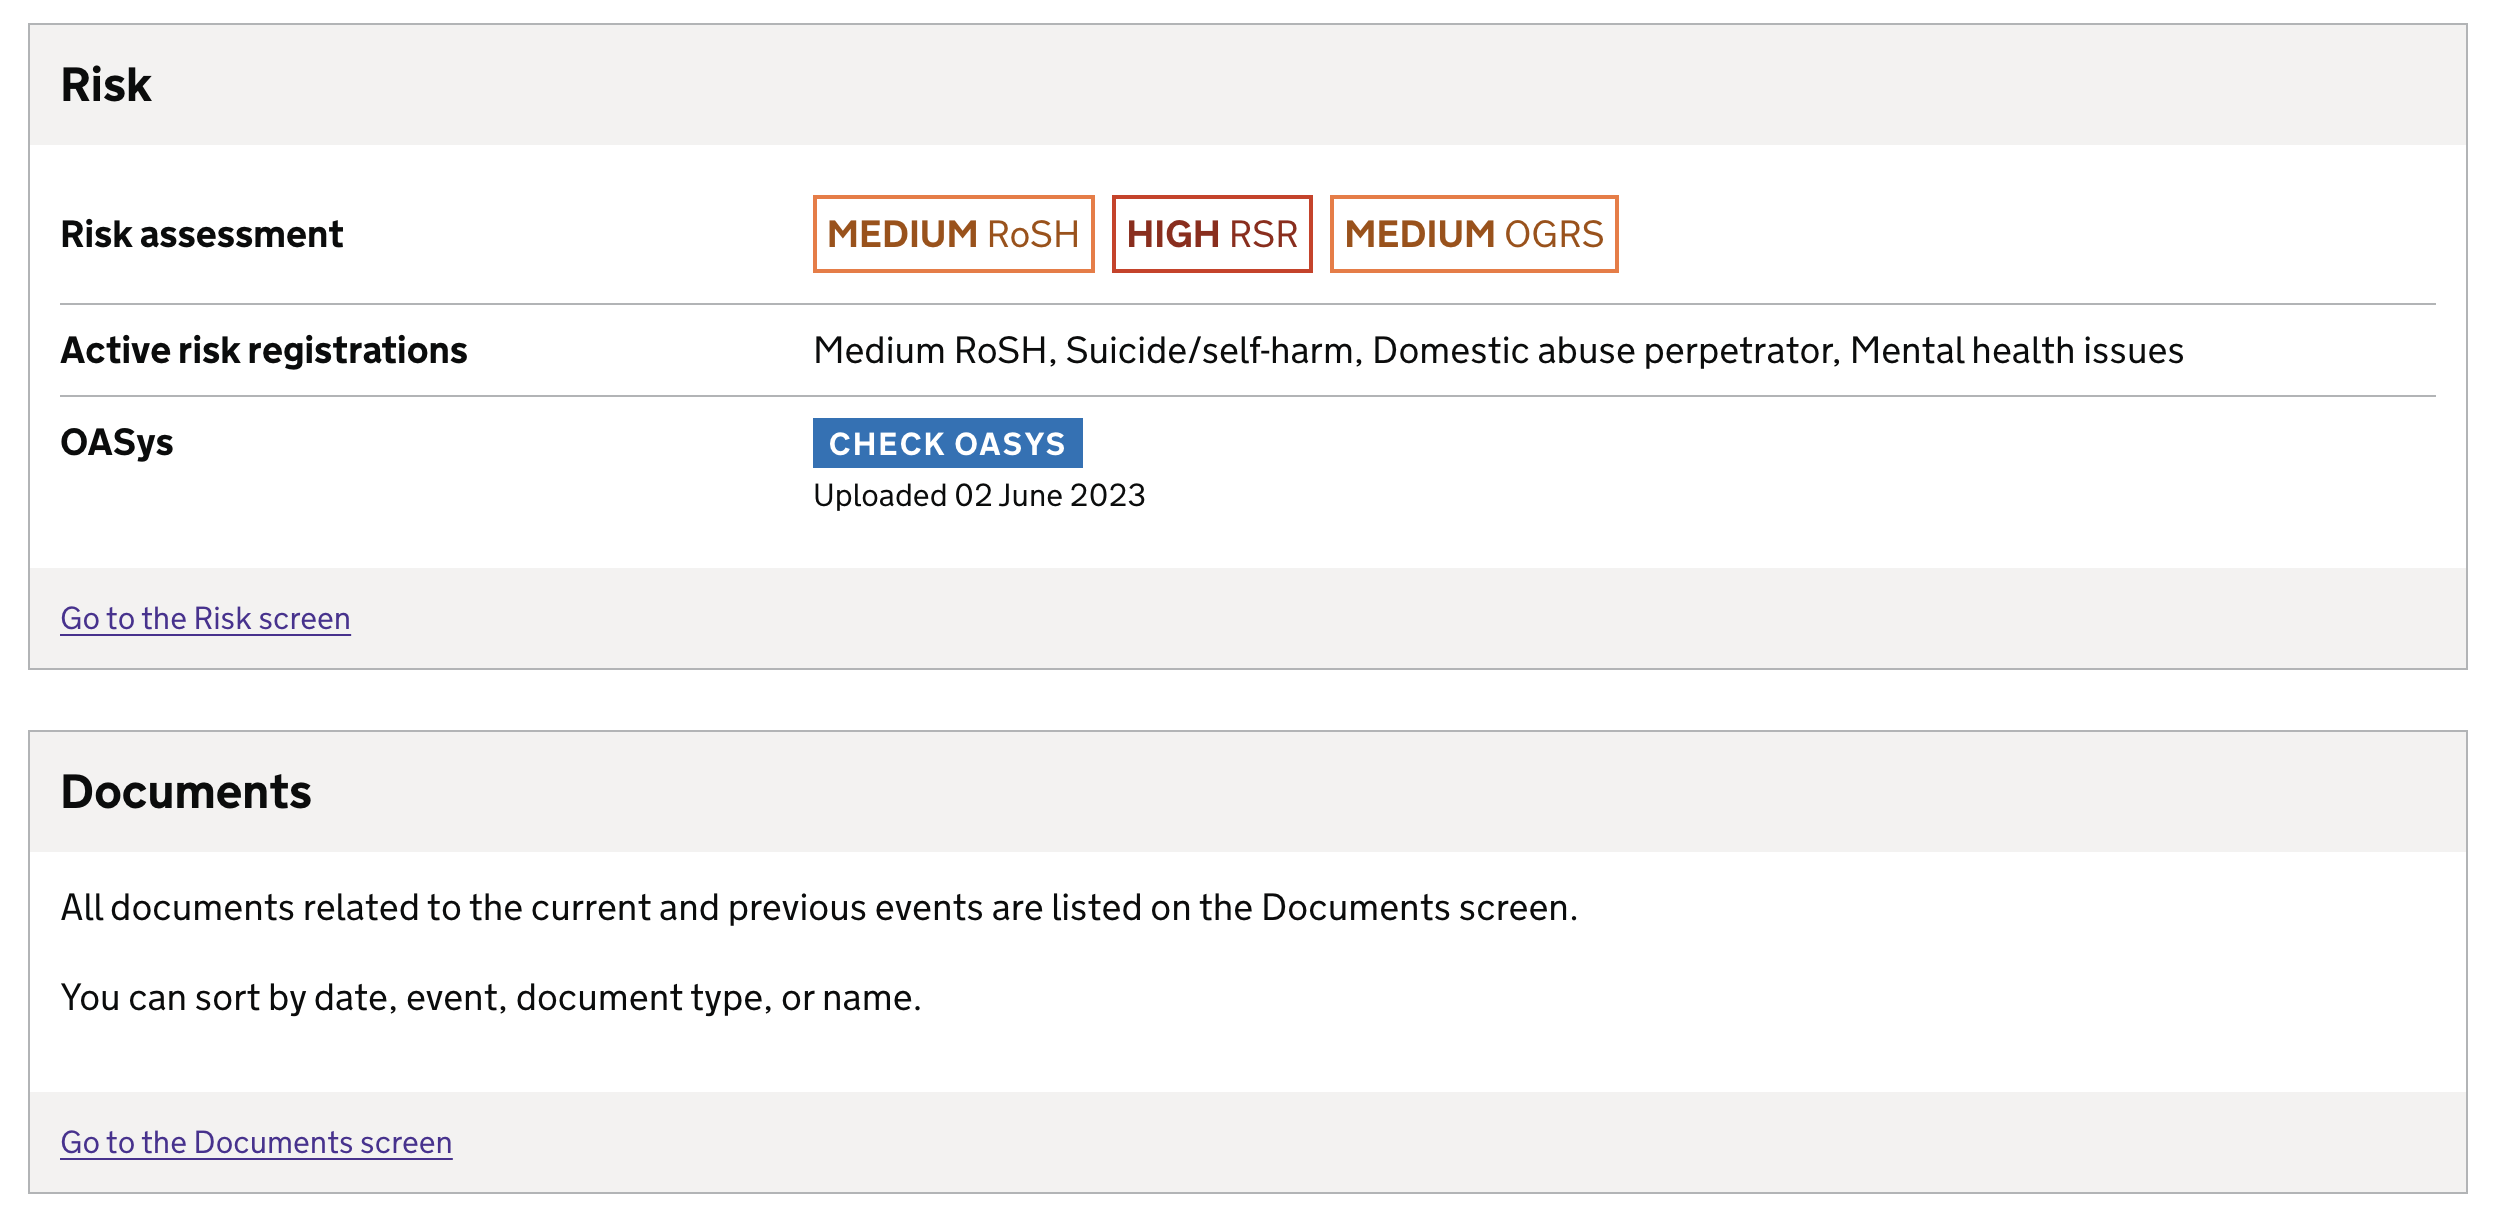 Risk
Risk assessment
MEDIUM RoSH
HIGH RSR
MEDIUM OGRS
Active risk registrations
Medium RoSH, Suicide/self-harm, Domestic abuse perpetrator, Mental health issues
OASys
CHECK OASYS
Uploaded 02 June 2023
Go to the Risk screen
Documents
All documents related to the current and previous events are listed on the Documents screen.
You can sort by date, event, document type, or name.
Go to the Documents screen